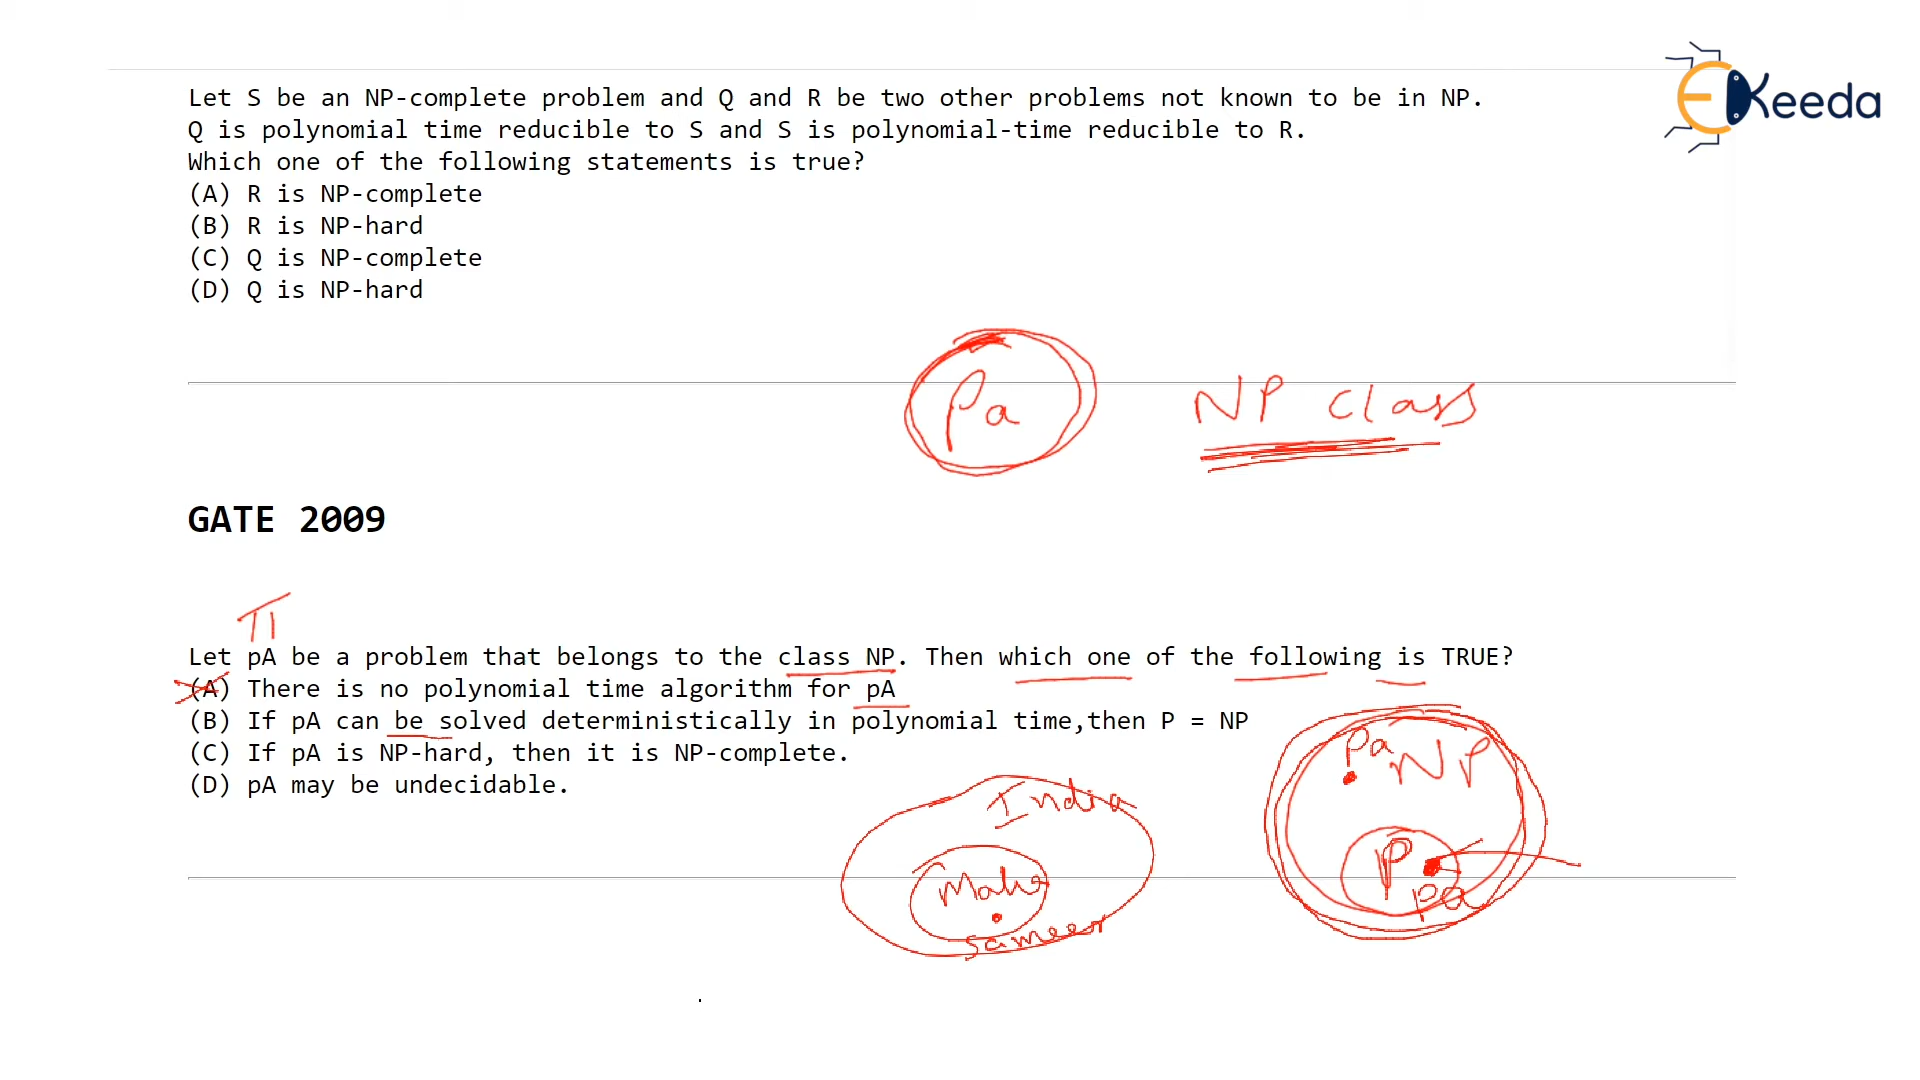 EKeeda
Let S be an NP-complete problem and Q and R be two other problems not known to be in NP.
Q is polynomial time reducible to S and S is polynomial-time reducible to R.
Which one of the following statements is true?
(A) R is NP-complete
(B) R is NP-hard
(C) Q is NP-complete
(D) Q is NP-hard
Pa
NP class
GATE 2009
π
Let pA be a problem that belongs to the class NP. Then which one of the following is TRUE?
(A) There is no polynomial time algorithm for pA
(B) If pA can be solved deterministically in polynomial time,then P = NP
(C) If pA is NP-hard, then it is NP-complete.
(D) pA may be undecidable.
India
Maha
Sameer
Pa NP
P
Pa